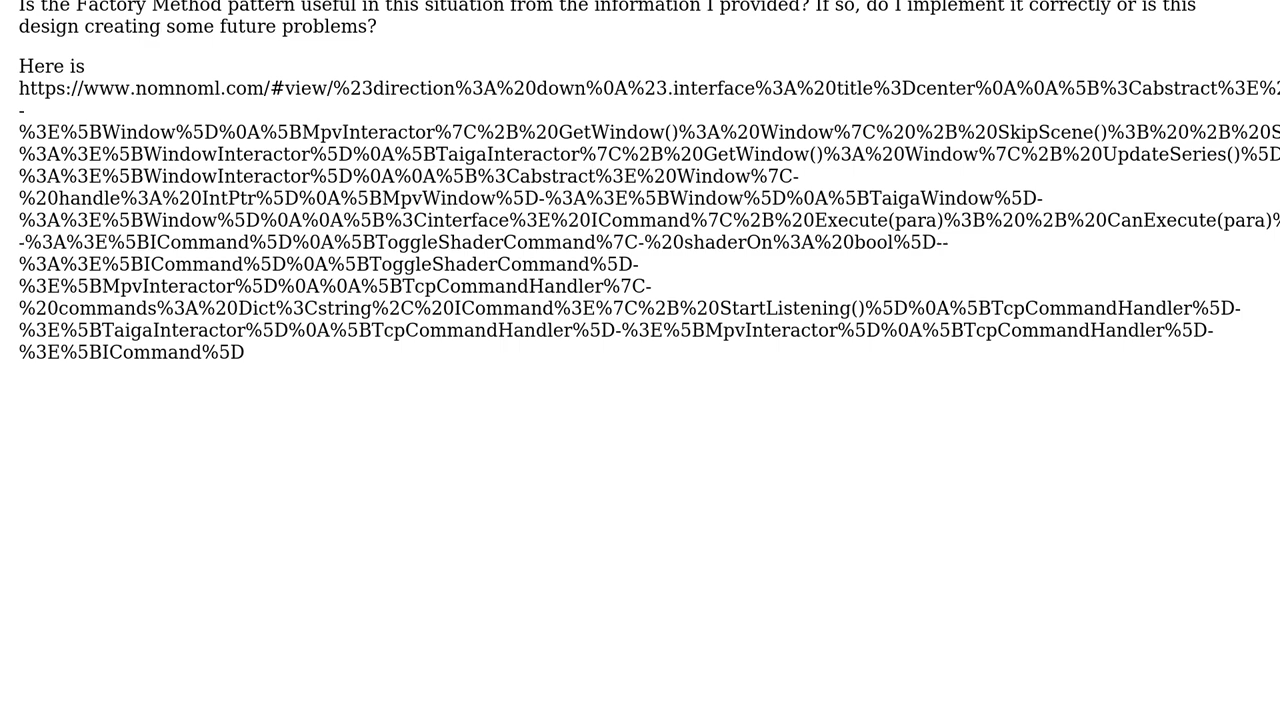 Is the Factory Method pattern useful in this situation from the information I provided? If so, do I implement it correctly or is this
design creating some future problems?
Here is
https://www.nomnoml.com/#view/%23direction%3A%20down%0A%23.interface%3A%20title%3Dcenter%0A%0A%5B%3Cabstract%3E%2
-
%3E%5BWindow%5D%0A%5BMpvInteractor%7C%2B%20GetWindow()%3A%20Window%7C%20%2B%20SkipScene()%3B%20%2B%20S
%3A%3E%5BWindowInteractor%5D%0A%5BTaigaInteractor%7C%2B%20GetWindow()%3A%20Window%7C%2B%20UpdateSeries()%5D
%3A%3E%5BWindowInteractor%5D%0A%0A%5B%3Cabstract%3E%20Window%7C-
%20handle%3A%20IntPtr%5D%0A%5BMpvWindow%5D-%3A%3E%5BWindow%5D%0A%5BTaigaWindow%5D-
%3A%3E%5BWindow%5D%0A%0A%5B%3Cinterface%3E%20ICommand%7C%2B%20Execute(para)%3B%20%2B%20CanExecute(para)%
-%3A%3E%5BICommand%5D%0A%5BToggleShaderCommand%7C-%20shaderOn%3A%20bool%5D--
%3A%3E%5BICommand%5D%0A%5BToggleShaderCommand%5D-
%3E%5BMpvInteractor%5D%0A%0A%5BTcpCommandHandler%7C-
%20commands%3A%20Dict%3Cstring%2C%20ICommand%3E%7C%2B%20StartListening()%5D%0A%5BTcpCommandHandler%5D-
%3E%5BTaigaInteractor%5D%0A%5BTcpCommandHandler%5D-%3E%5BMpvInteractor%5D%0A%5BTcpCommandHandler%5D-
%3E%5BICommand%5D